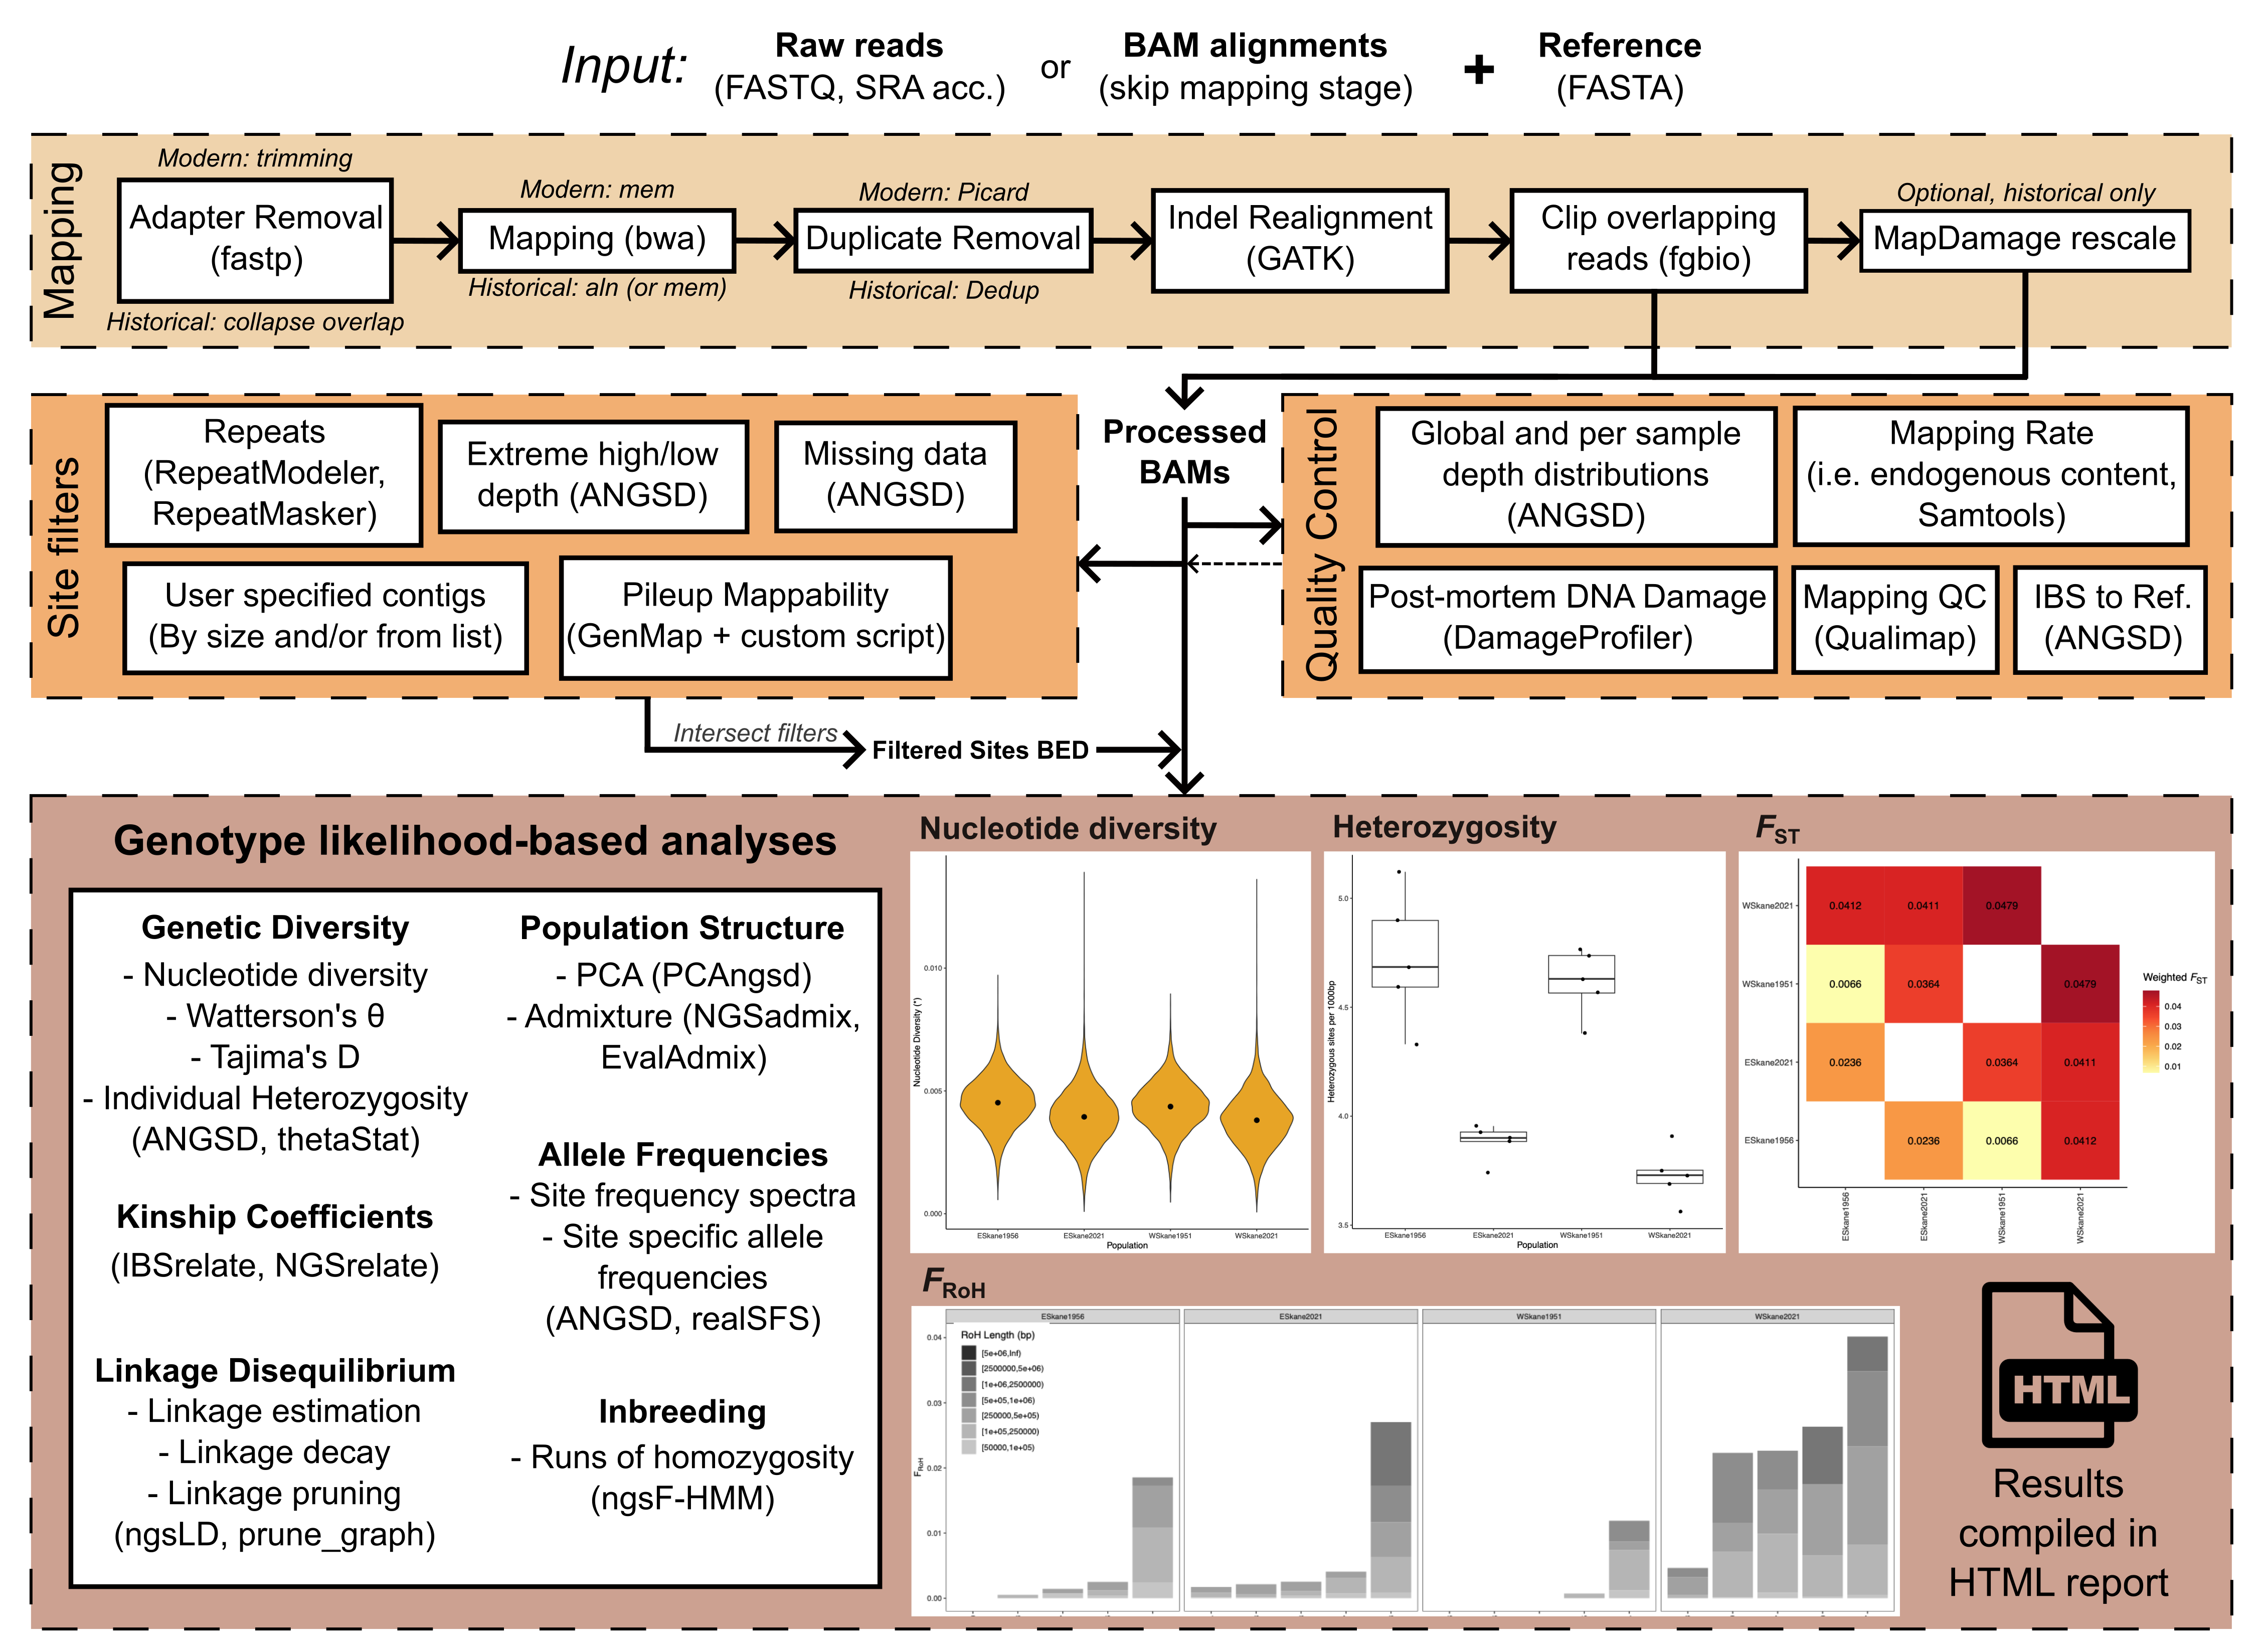 Input:
Raw reads
(FASTQ, SRA acc.)
or
BAM alignments
(skip mapping stage)
+
Reference
(FASTA)
Mapping
Modern: trimming
Adapter Removal
(fastp)
Historical: collapse overlap
Modern: mem
Mapping (bwa)
Historical: aln (or mem)
Modern: Picard
Duplicate Removal
Historical: Dedup
Indel Realignment
(GATK)
Clip overlapping
reads (fgbio)
Optional, historical only
MapDamage rescale
Site filters
Repeats
(RepeatModeler,
RepeatMasker)
Extreme high/low
depth (ANGSD)
Missing data
(ANGSD)
User specified contigs
(By size and/or from list)
Pileup Mappability
(GenMap + custom script)
Processed
BAMs
Quality Control
Global and per sample
depth distributions
(ANGSD)
Mapping Rate
(i.e. endogenous content,
Samtools)
Post-mortem DNA Damage
(DamageProfiler)
Mapping QC
(Qualimap)
IBS to Ref.
(ANGSD)
Intersect filters
Filtered Sites BED
Genotype likelihood-based analyses
Genetic Diversity
- Nucleotide diversity
- Watterson's θ
- Tajima's D
- Individual Heterozygosity
(ANGSD, thetaStat)
Kinship Coefficients
(IBSrelate, NGSrelate)
Linkage Disequilibrium
- Linkage estimation
- Linkage decay
- Linkage pruning
(ngsLD, prune_graph)
Population Structure
- PCA (PCAngsd)
- Admixture (NGSadmix,
EvalAdmix)
Allele Frequencies
- Site frequency spectra
- Site specific allele
frequencies
(ANGSD, realSFS)
Inbreeding
- Runs of homozygosity
(ngsF-HMM)
Nucleotide diversity
0.010
0.005
0.000
ESkane1956
ESkane2021
WSkane1951
WSkane2021
Population
Heterozygosity
Heterozygous sites per 1000bp
5.0
4.5
4.0
3.5
ESkane1956
ESkane2021
WSkane1951
WSkane2021
Population
FST
WSkane2021
0.0412
0.0411
0.0479
WSkane1951
0.0066
0.0364
0.0479
ESkane2021
0.0236
0.0364
0.0411
ESkane1956
0.0236
0.0066
0.0412
ESkane1956
ESkane2021
WSkane1951
WSkane2021
Weighted FST
0.04
0.03
0.02
0.01
FRoH
ESkane1956
ESkane2021
WSkane1951
WSkane2021
RoH Length (bp)
[5e+06,Inf)
[2500000,5e+06)
[1e+06,2500000)
[5e+05,1e+06)
[250000,5e+05)
[1e+05,250000)
[50000,1e+05)
FRoH
0.04
0.03
0.02
0.01
0.00
HTML
Results
compiled in
HTML report